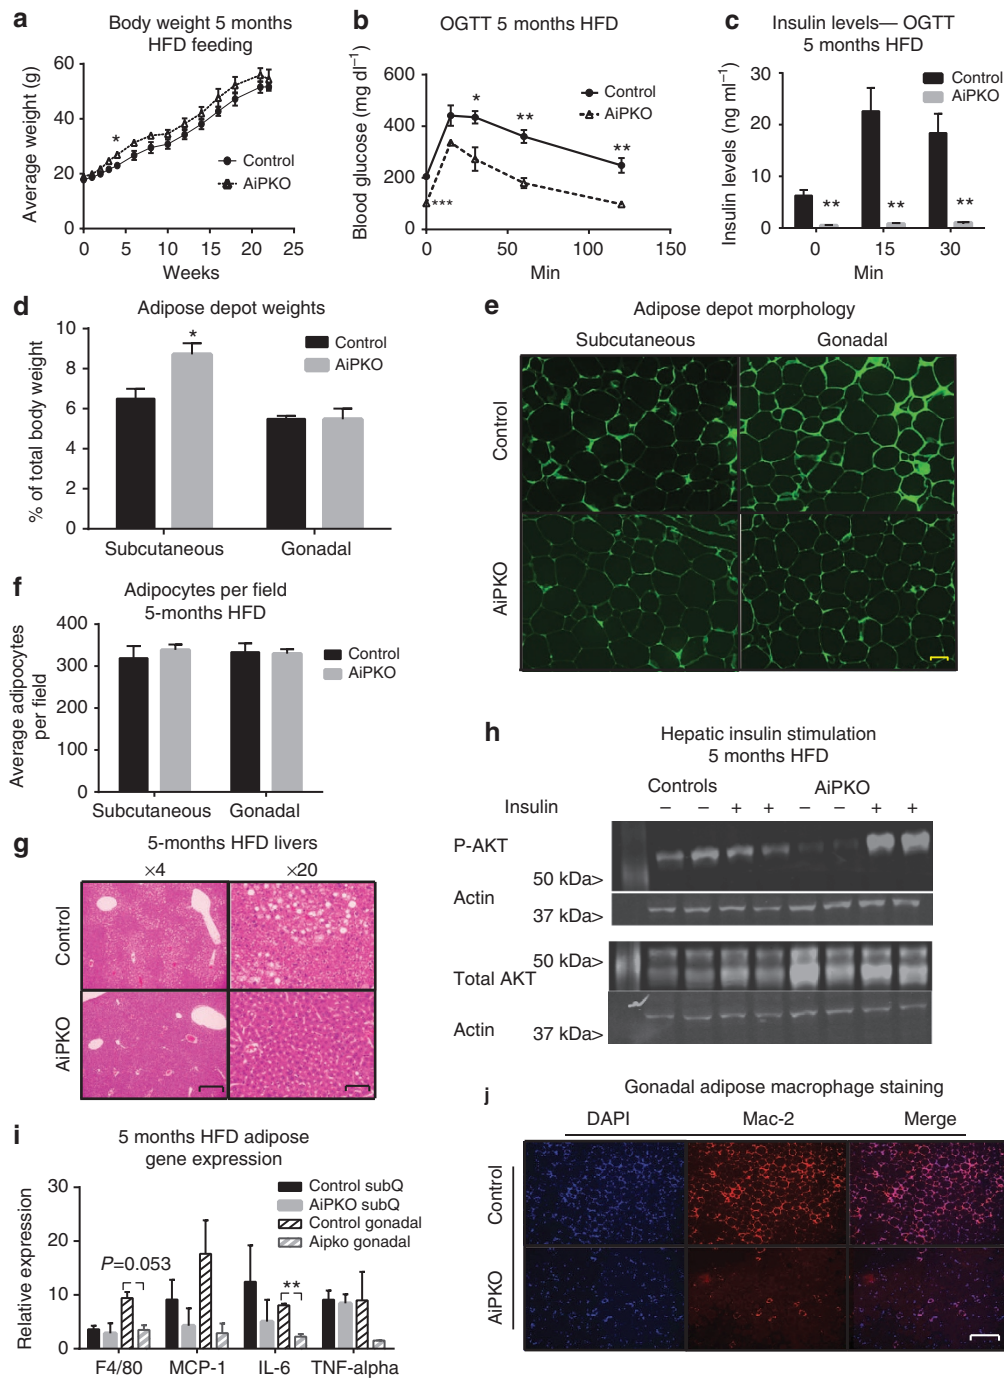 a
Body weight 5 months
HFD feeding
Average weight (g)
60
40
20
0
*
Control
AiPKO
0 5 10 15 20 25
Weeks
b
OGTT 5 months HFD
Blood glucose (mg dl⁻¹)
600
400
200
0
*
**
**
***
Control
AiPKO
0 50 100 150
Min
c
Insulin levels— OGTT
5 months HFD
Insulin levels (ng ml⁻¹)
30
20
10
0
Control
AiPKO
** ** **
0 15 30
Min
d
Adipose depot weights
% of total body weight
10
8
6
4
2
0
*
Control
AiPKO
Subcutaneous Gonadal
e
Adipose depot morphology
Subcutaneous Gonadal
Control
AiPKO
f
Adipocytes per field
5-months HFD
Average adipocytes
per field
400
300
200
100
0
Control
AiPKO
Subcutaneous Gonadal
g
5-months HFD livers
×4 ×20
Control
AiPKO
h
Hepatic insulin stimulation
5 months HFD
Controls AiPKO
Insulin − − + + − − + +
P-AKT
50 kDa>
Actin
37 kDa>
50 kDa>
Total AKT
Actin
37 kDa>
i
5 months HFD adipose
gene expression
Relative expression
30
20
10
0
Control subQ
AiPKO subQ
Control gonadal
Aipko gonadal
P=0.053
**
F4/80 MCP-1 IL-6 TNF-alpha
j
Gonadal adipose macrophage staining
DAPI Mac-2 Merge
Control
AiPKO